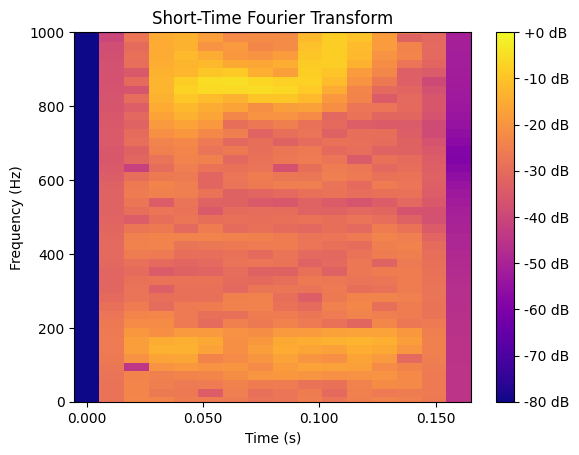 Short-Time Fourier Transform
1000
800
600
400
200
0
Frequency (Hz)
0.000
0.050
0.100
0.150
Time (s)
+0 dB
-10 dB
-20 dB
-30 dB
-40 dB
-50 dB
-60 dB
-70 dB
-80 dB